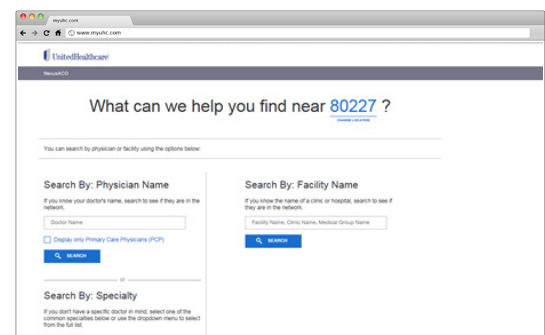 myuhc.com
www.myuhc.com
UnitedHealthcare
NexusACO
What can we help you find near 80227 ?
CHANGE LOCATION
You can search by physician or facility using the options below:
Search By: Physician Name
If you know your doctor's name, search to see if they are in the
network.
Doctor Name
Display only Primary Care Physicians (PCP)
SEARCH
Search By: Facility Name
If you know the name of a clinic or hospital, search to see if
they are in the network.
Facility Name, Clinic Name, Medical Group Name
SEARCH
or
Search By: Specialty
If you don't have a specific doctor in mind, select one of the
common specialties below or use the dropdown menu to select
from the full list.